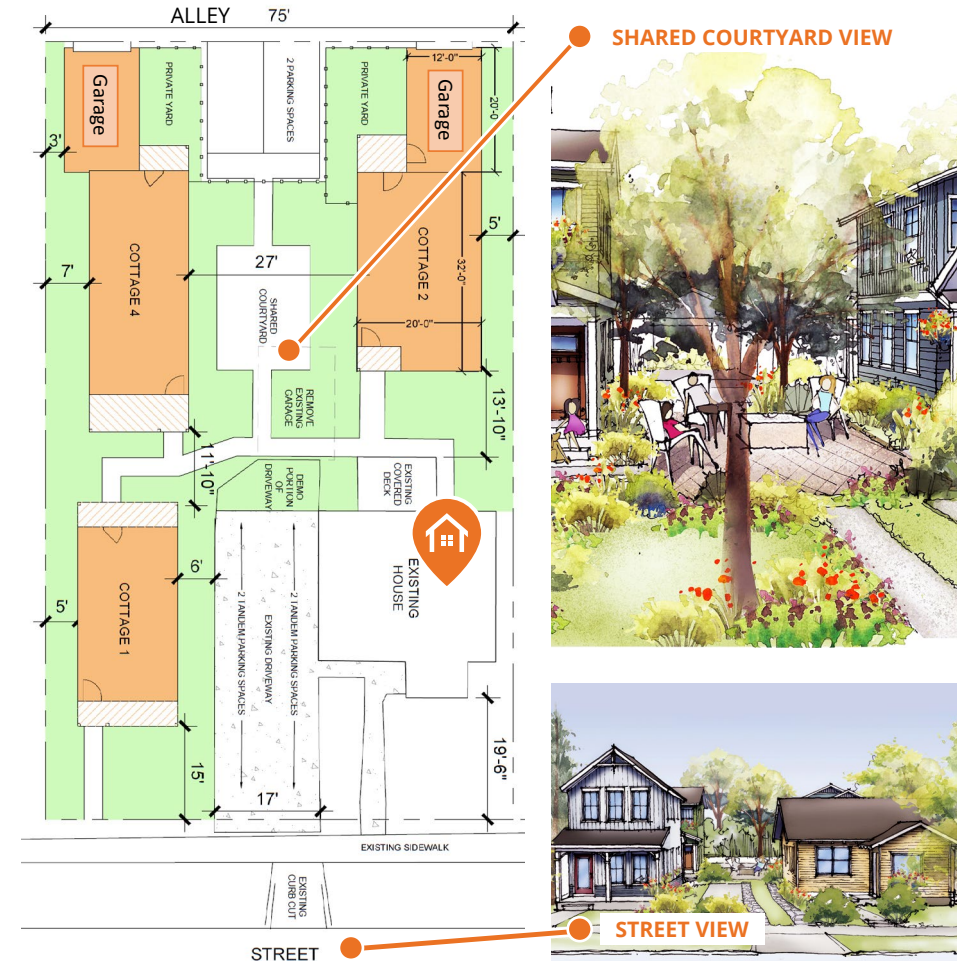 ALLEY 75'
SHARED COURTYARD VIEW
Garage
PRIVATE YARD
2 PARKING SPACES
PRIVATE YARD
12'-0"
Garage
20'-0
3'
5'
COTTAGE 4
COTTAGE 2
7'
27'
32'-0"
SHARED
COURTYARD
20'-0"
REMOVE
EXISTING
GARAGE
13'-10"
11'-10"
DEMO
PORTION
OF
DRIVEWAY
EXISTING
COVERED
DECK
EXISTING
HOUSE
6'
5'
COTTAGE 1
2 TANDEM PARKING SPACES
EXISTING DRIVEWAY
2 TANDEM PARKING SPACES
15'
17'
19'-6"
EXISTING SIDEWALK
EXISTING
CURB CUT
STREET
STREET VIEW